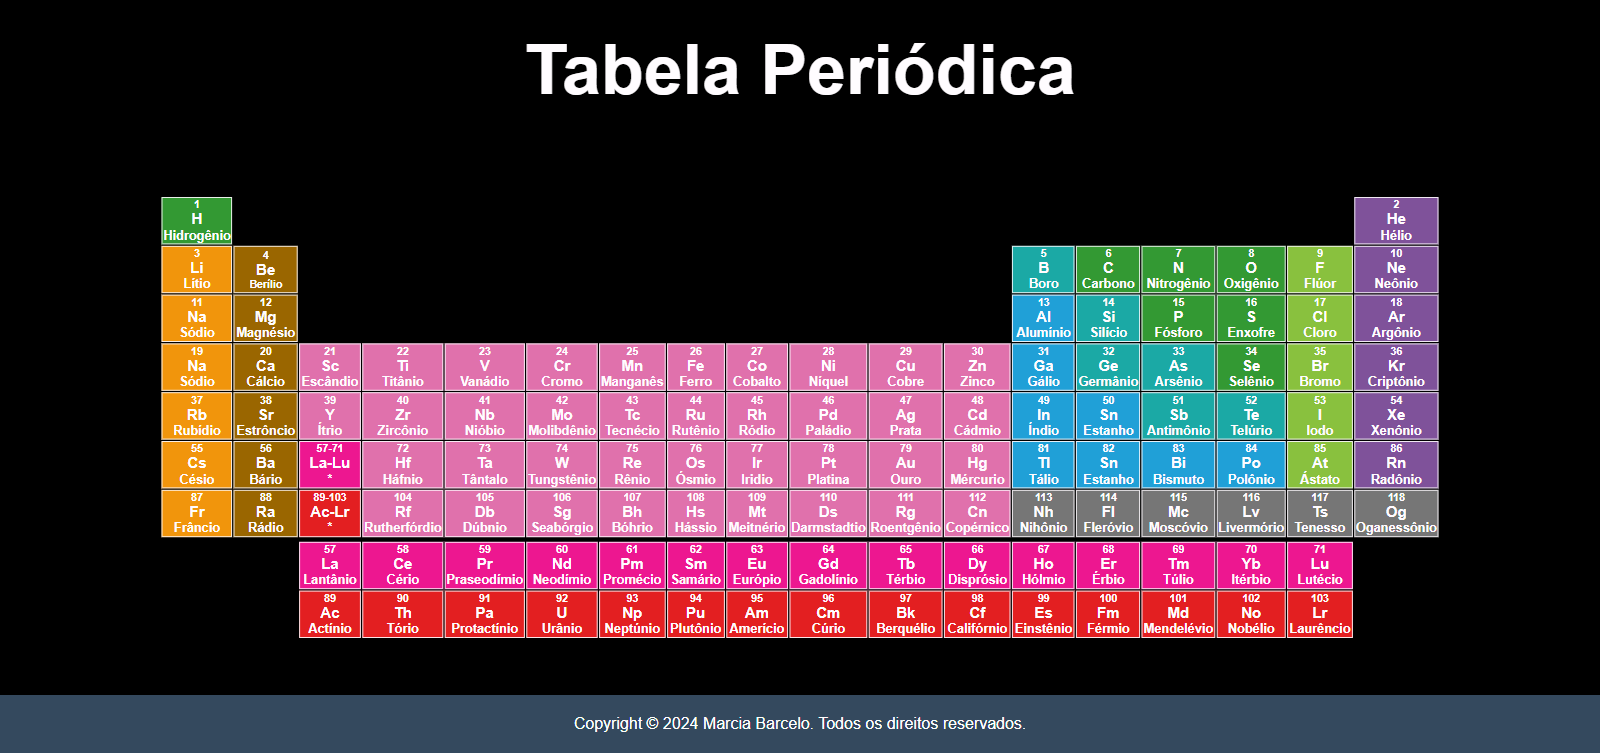 Tabela Periódica
1 2
H He
Hidrogênio Hélio
3 4 5 6 7 8 9 10
Li Be B C N O F Ne
Lítio Berílio Boro Carbono Nitrogênio Oxigênio Flúor Neônio
11 12 13 14 15 16 17 18
Na Mg Al Si P S Cl Ar
Sódio Magnésio Alumínio Silício Fósforo Enxofre Cloro Argônio
19 20 21 22 23 24 25 26 27 28 29 30 31 32 33 34 35 36
Na Ca Sc Ti V Cr Mn Fe Co Ni Cu Zn Ga Ge As Se Br Kr
Sódio Cálcio Escândio Titânio Vanádio Cromo Manganês Ferro Cobalto Níquel Cobre Zinco Gálio Germânio Arsênio Selênio Bromo Criptônio
37 38 39 40 41 42 43 44 45 46 47 48 49 50 51 52 53 54
Rb Sr Y Zr Nb Mo Tc Ru Rh Pd Ag Cd In Sn Sb Te I Xe
Rubídio Estrôncio Ítrio Zircônio Nióbio Molibdênio Tecnécio Rutênio Ródio Paládio Prata Cádmio Índio Estanho Antimônio Telúrio Iodo Xenônio
55 56 57-71 72 73 74 75 76 77 78 79 80 81 82 83 84 85 86
Cs Ba La-Lu Hf Ta W Re Os Ir Pt Au Hg Tl Sn Bi Po At Rn
Césio Bário * Háfnio Tântalo Tungstênio Rênio Ósmio Irídio Platina Ouro Mércurio Tálio Estanho Bismuto Polônio Ástato Radônio
87 88 89-103 104 105 106 107 108 109 110 111 112 113 114 115 116 117 118
Fr Ra Ac-Lr Rf Db Sg Bh Hs Mt Ds Rg Cn Nh Fl Mc Lv Ts Og
Frâncio Rádio * Rutherfórdio Dúbnio Seabórgio Bóhrio Hássio Meitnério Darmstadtio Roentgênio Copérnico Nihônio Fleróvio Moscóvio Livermório Tenesso Oganessônio
57 58 59 60 61 62 63 64 65 66 67 68 69 70 71
La Ce Pr Nd Pm Sm Eu Gd Tb Dy Ho Er Tm Yb Lu
Lantânio Cério Praseodímio Neodímio Promécio Samário Európio Gadolínio Térbio Disprósio Hólmio Érbio Túlio Itérbio Lutécio
89 90 91 92 93 94 95 96 97 98 99 100 101 102 103
Ac Th Pa U Np Pu Am Cm Bk Cf Es Fm Md No Lr
Actínio Tório Protactínio Urânio Neptúnio Plutônio Amerício Cúrio Berquélio Califórnio Einstênio Férmio Mendelévio Nobélio Laurêncio
Copyright © 2024 Marcia Barcelo. Todos os direitos reservados.